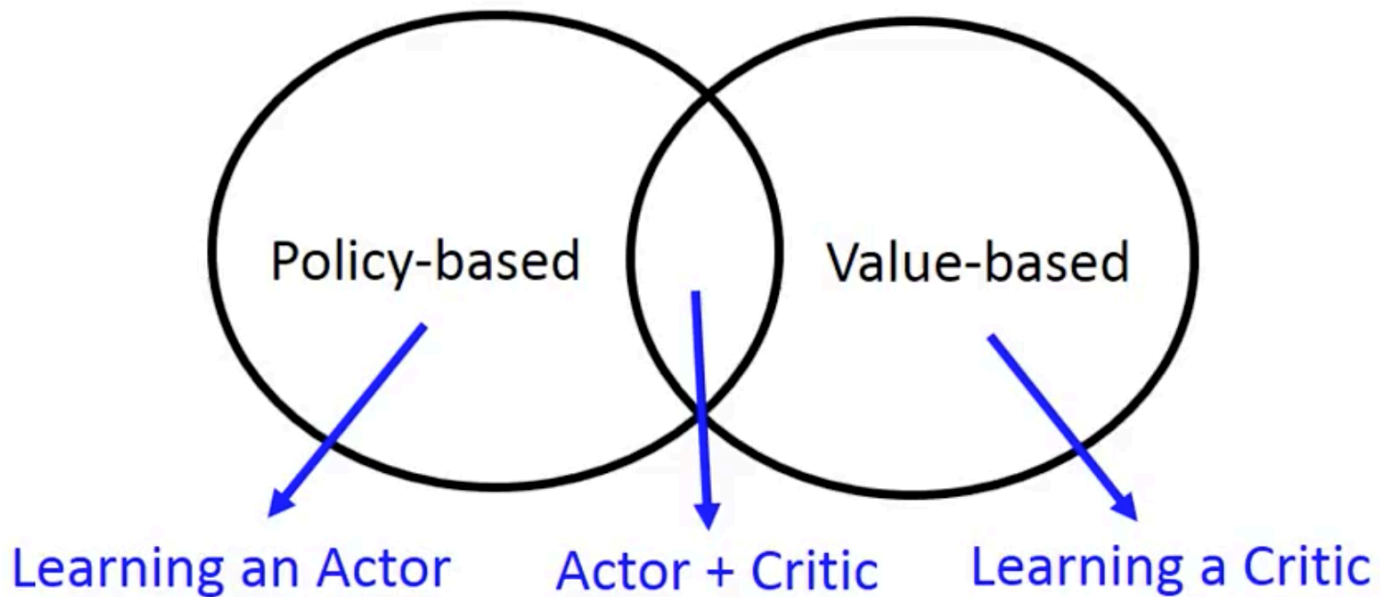 Policy-based
Value-based
Learning an Actor
Actor + Critic
Learning a Critic